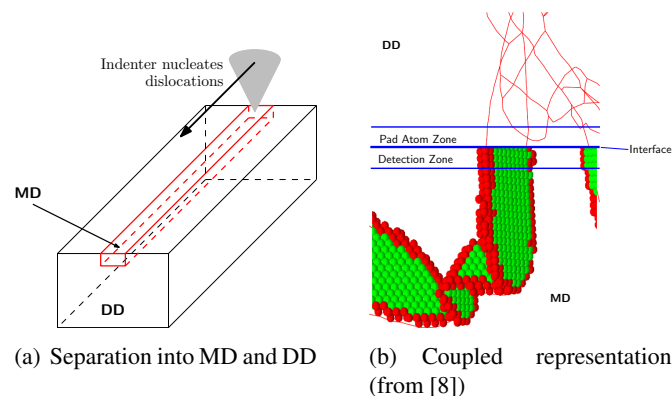 Indenter nucleates
dislocations
MD
DD
(a) Separation into MD and DD
DD
Pad Atom Zone
Interface
Detection Zone
MD
(b) Coupled representation
(from [8])